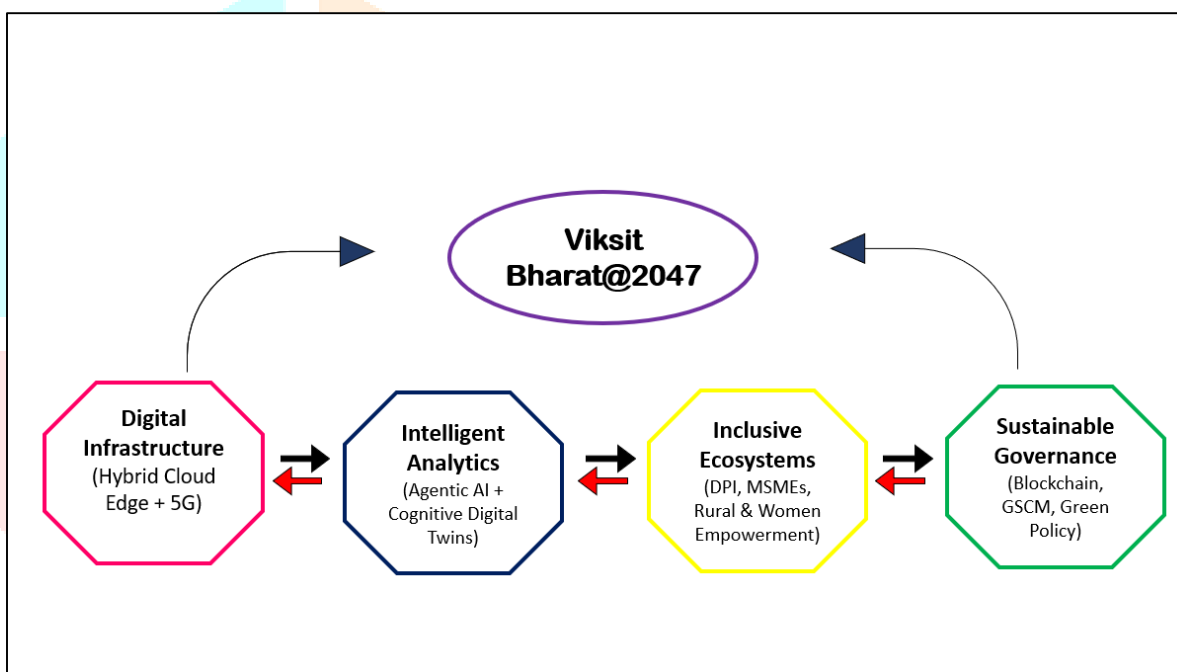 Viksit
Bharat@2047
Digital
Infrastructure
(Hybrid Cloud
Edge + 5G)
Intelligent
Analytics
(Agentic AI +
Cognitive Digital
Twins)
Inclusive
Ecosystems
(DPI, MSMEs,
Rural & Women
Empowerment)
Sustainable
Governance
(Blockchain,
GSCM, Green
Policy)